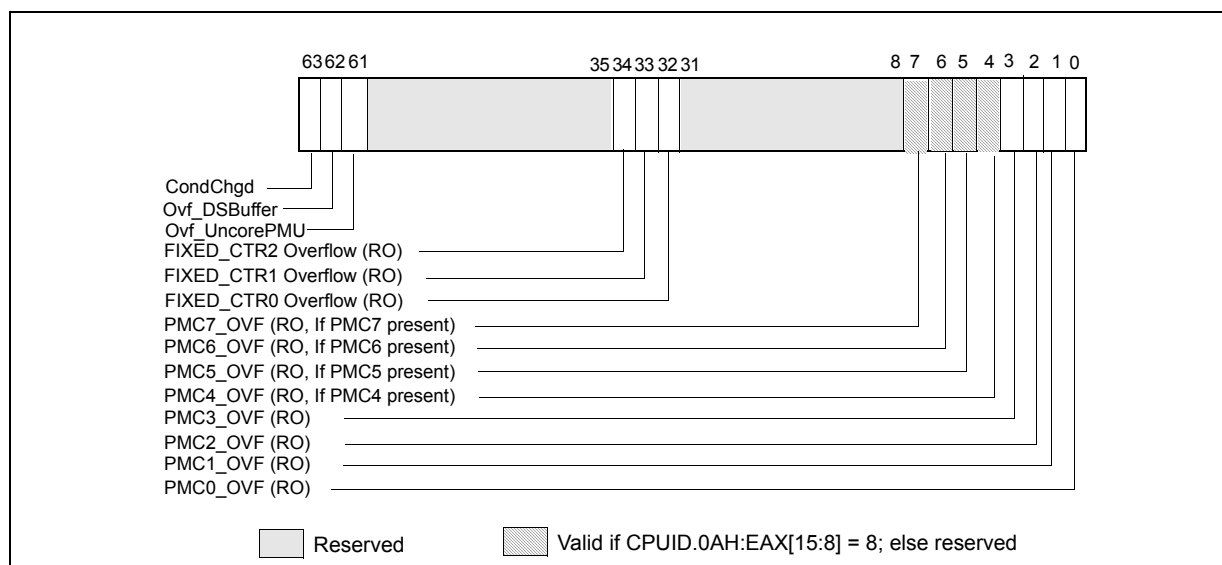 63 62 61 35 34 33 32 31 8 7 6 5 4 3 2 1 0
CondChgd
Ovf_DSBuffer
Ovf_UncorePMU
FIXED_CTR2 Overflow (RO)
FIXED_CTR1 Overflow (RO)
FIXED_CTR0 Overflow (RO)
PMC7_OVF (RO, If PMC7 present)
PMC6_OVF (RO, If PMC6 present)
PMC5_OVF (RO, If PMC5 present)
PMC4_OVF (RO, If PMC4 present)
PMC3_OVF (RO)
PMC2_OVF (RO)
PMC1_OVF (RO)
PMC0_OVF (RO)
Reserved Valid if CPUID.0AH:EAX[15:8] = 8; else reserved